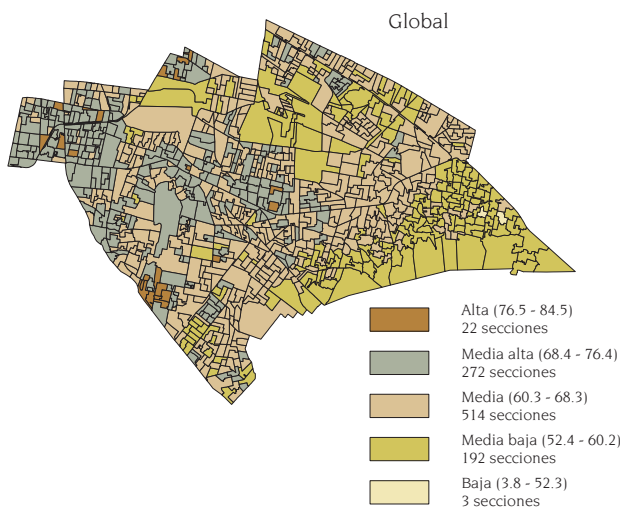 Global
Alta (76.5 - 84.5)
22 secciones
Media alta (68.4 - 76.4)
272 secciones
Media (60.3 - 68.3)
514 secciones
Media baja (52.4 - 60.2)
192 secciones
Baja (3.8 - 52.3)
3 secciones